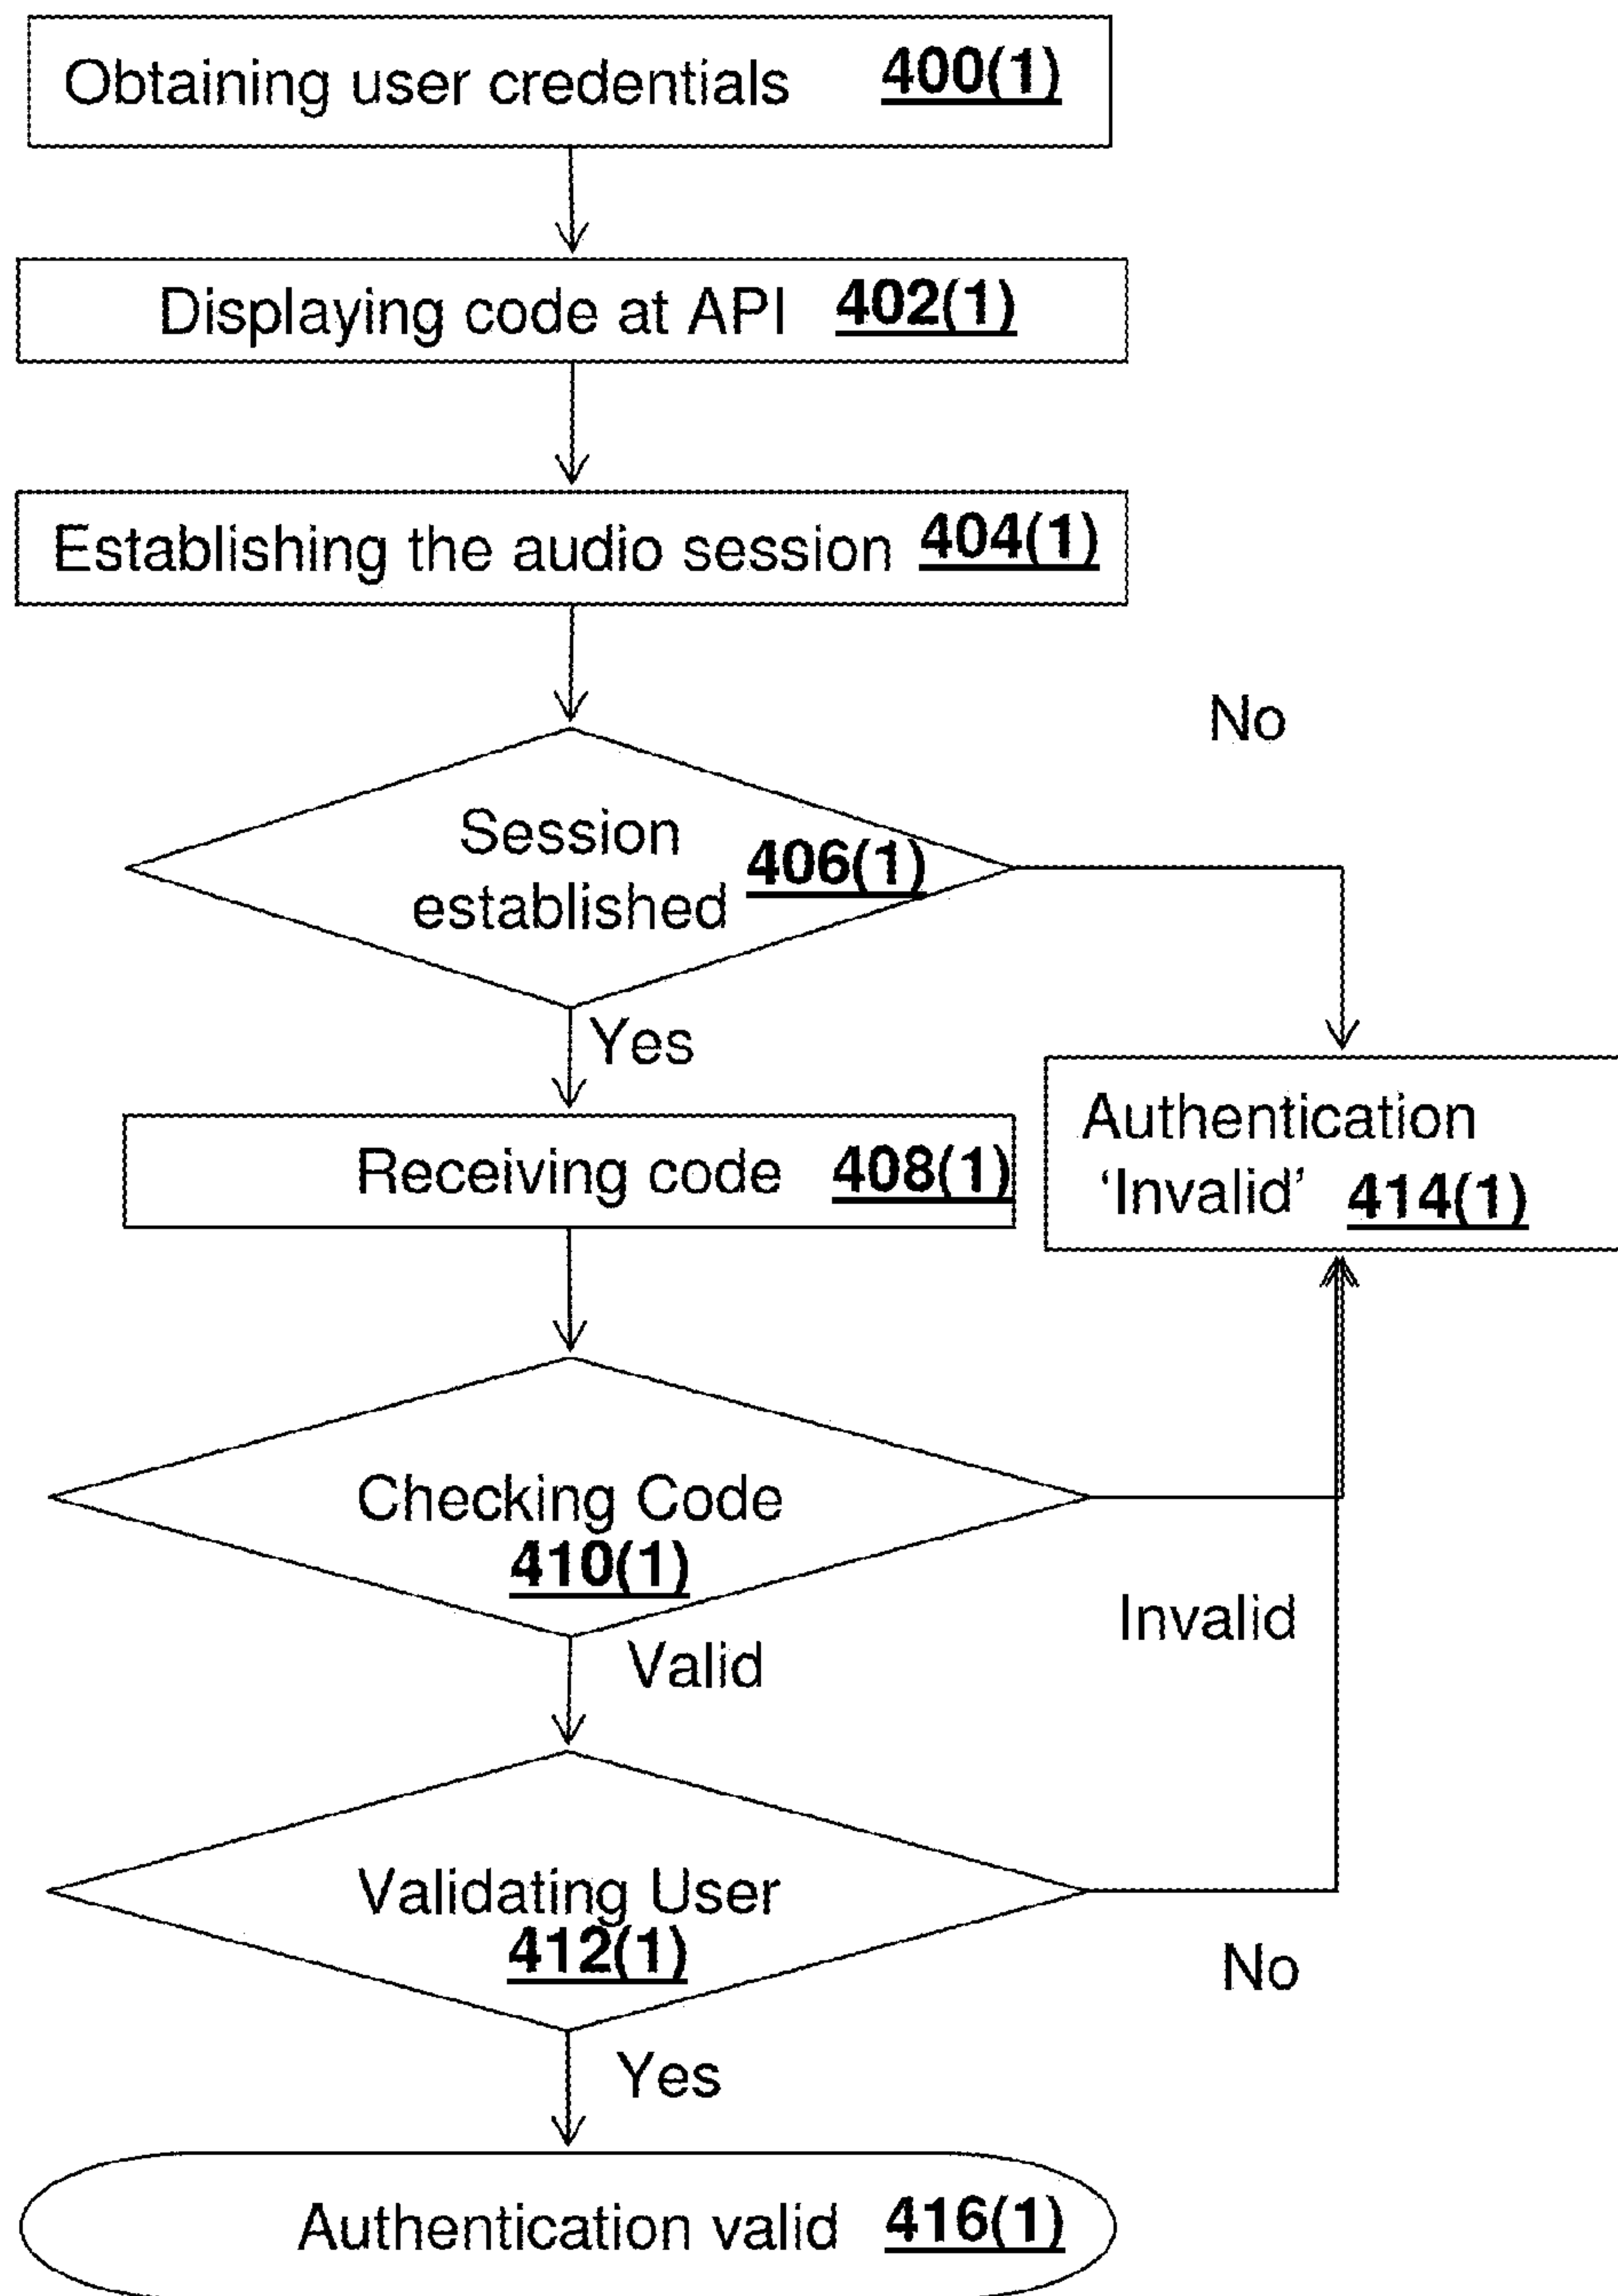 Obtaining user credentials 400(1)
Displaying code at API 402(1)
Establishing the audio session 404(1)
No
Session
established 406(1)
Yes
Authentication
‘Invalid’ 414(1)
Receiving code 408(1)
Checking Code
410(1)
Invalid
Valid
Validating User
412(1)
No
Yes
Authentication valid 416(1)